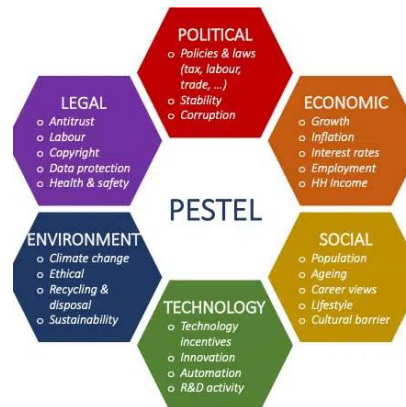 POLITICAL
o Policies & laws
(tax, labour,
trade, ...)
o Stability
o Corruption
LEGAL
o Antitrust
o Labour
o Copyright
o Data protection
o Health & safety
ECONOMIC
o Growth
o Inflation
o Interest rates
o Employment
o HH Income
PESTEL
ENVIRONMENT
o Climate change
o Ethical
o Recycling &
disposal
o Sustainability
SOCIAL
o Population
o Ageing
o Career views
o Lifestyle
o Cultural barrier
TECHNOLOGY
o Technology
incentives
o Innovation
o Automation
o R&D activity